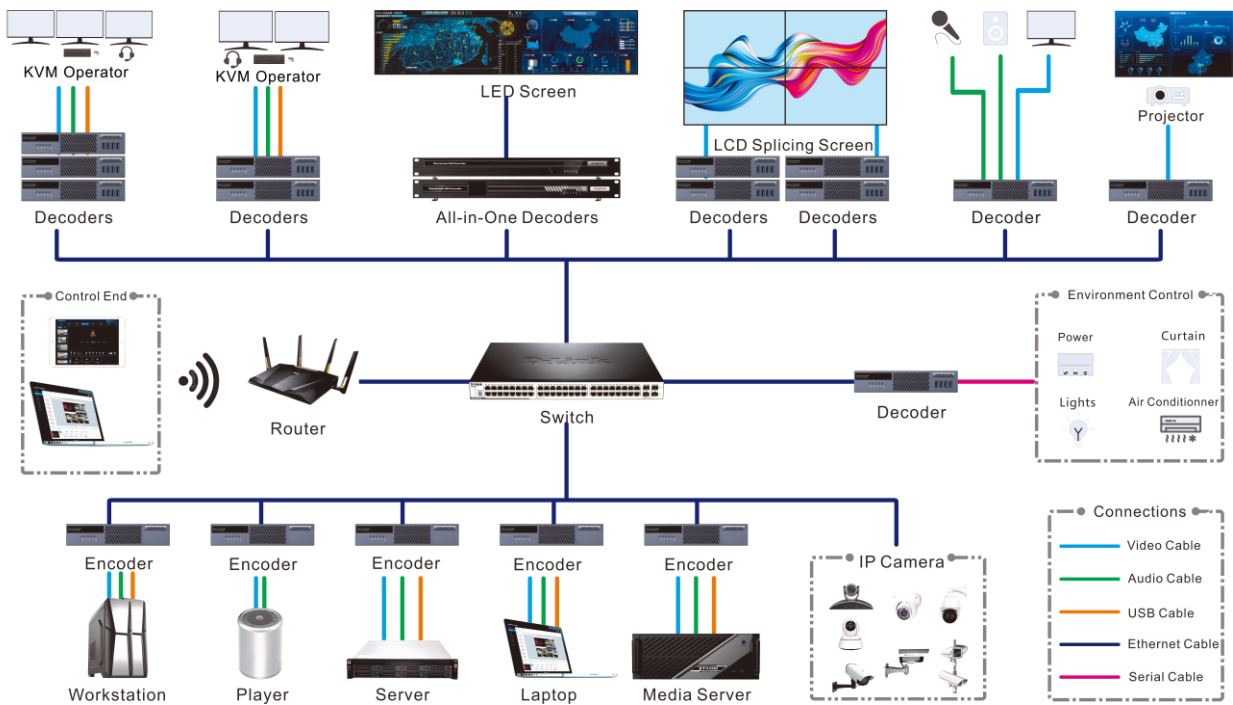 KVM Operator
KVM Operator
LED Screen
LCD Splicing Screen
Projector
Decoders
Decoders
All-in-One Decoders
Decoders
Decoders
Decoder
Decoder
Control End
Environment Control
Power
Curtain
Lights
Air Conditionner
D-Link
Router
Switch
Decoder
Encoder
Encoder
Encoder
Encoder
Encoder
IP Camera
Workstation
Player
Server
Laptop
Media Server
Connections
Video Cable
Audio Cable
USB Cable
Ethernet Cable
Serial Cable